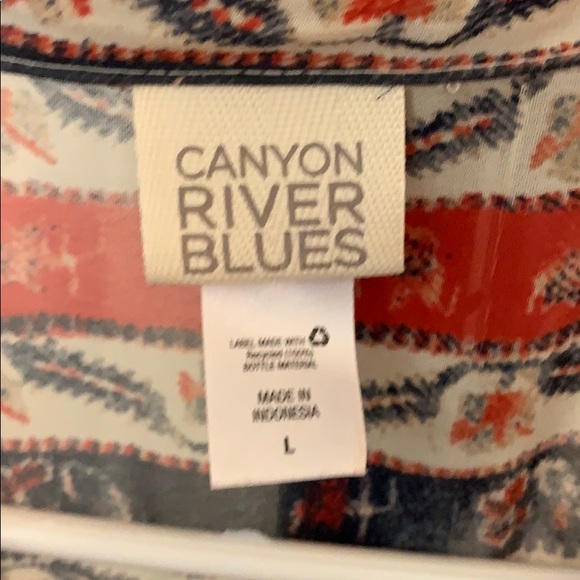 CANYON
RIVER
BLUES
LABEL MADE WITH
Recycled (100%)
BOTTLE MATERIAL
MADE IN
INDONESIA
L